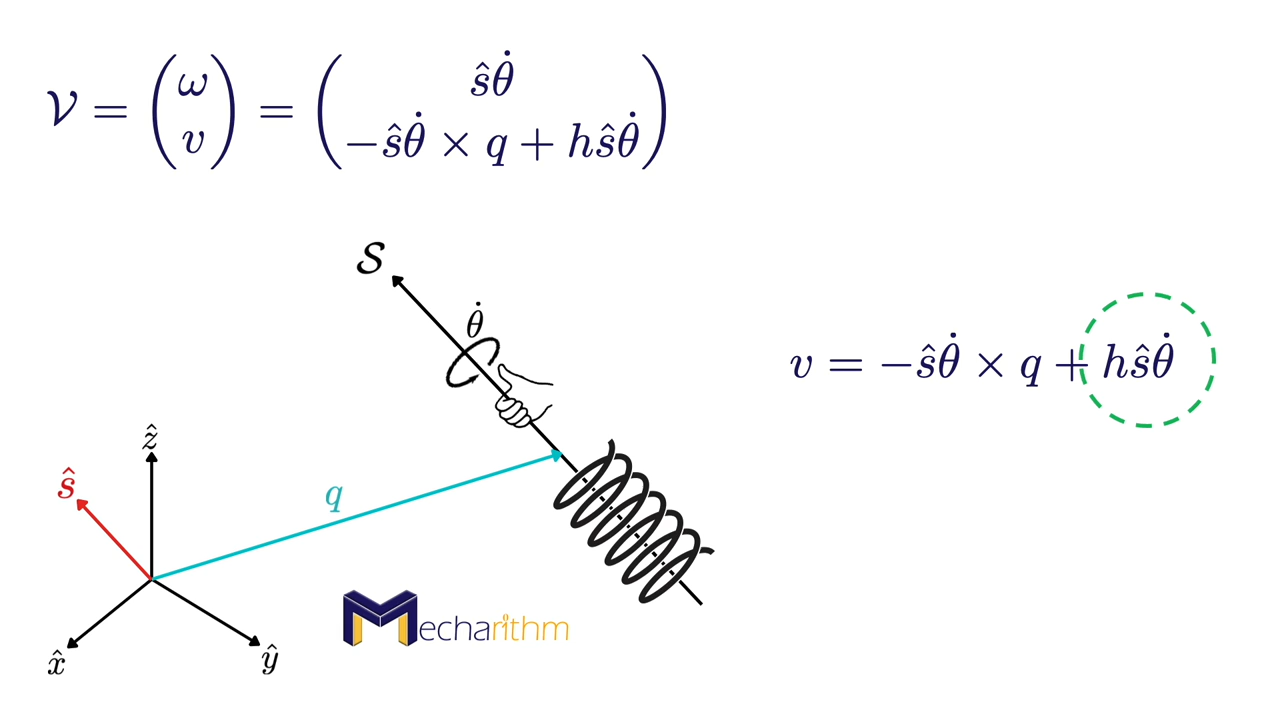 𝒱 = (ω v) = (ŝθ̇ −ŝθ̇ × q + hŝθ̇)
𝒮
θ̇
v = −ŝθ̇ × q + hŝθ̇
ẑ
ŝ
q
x̂
ŷ
Mecharithm